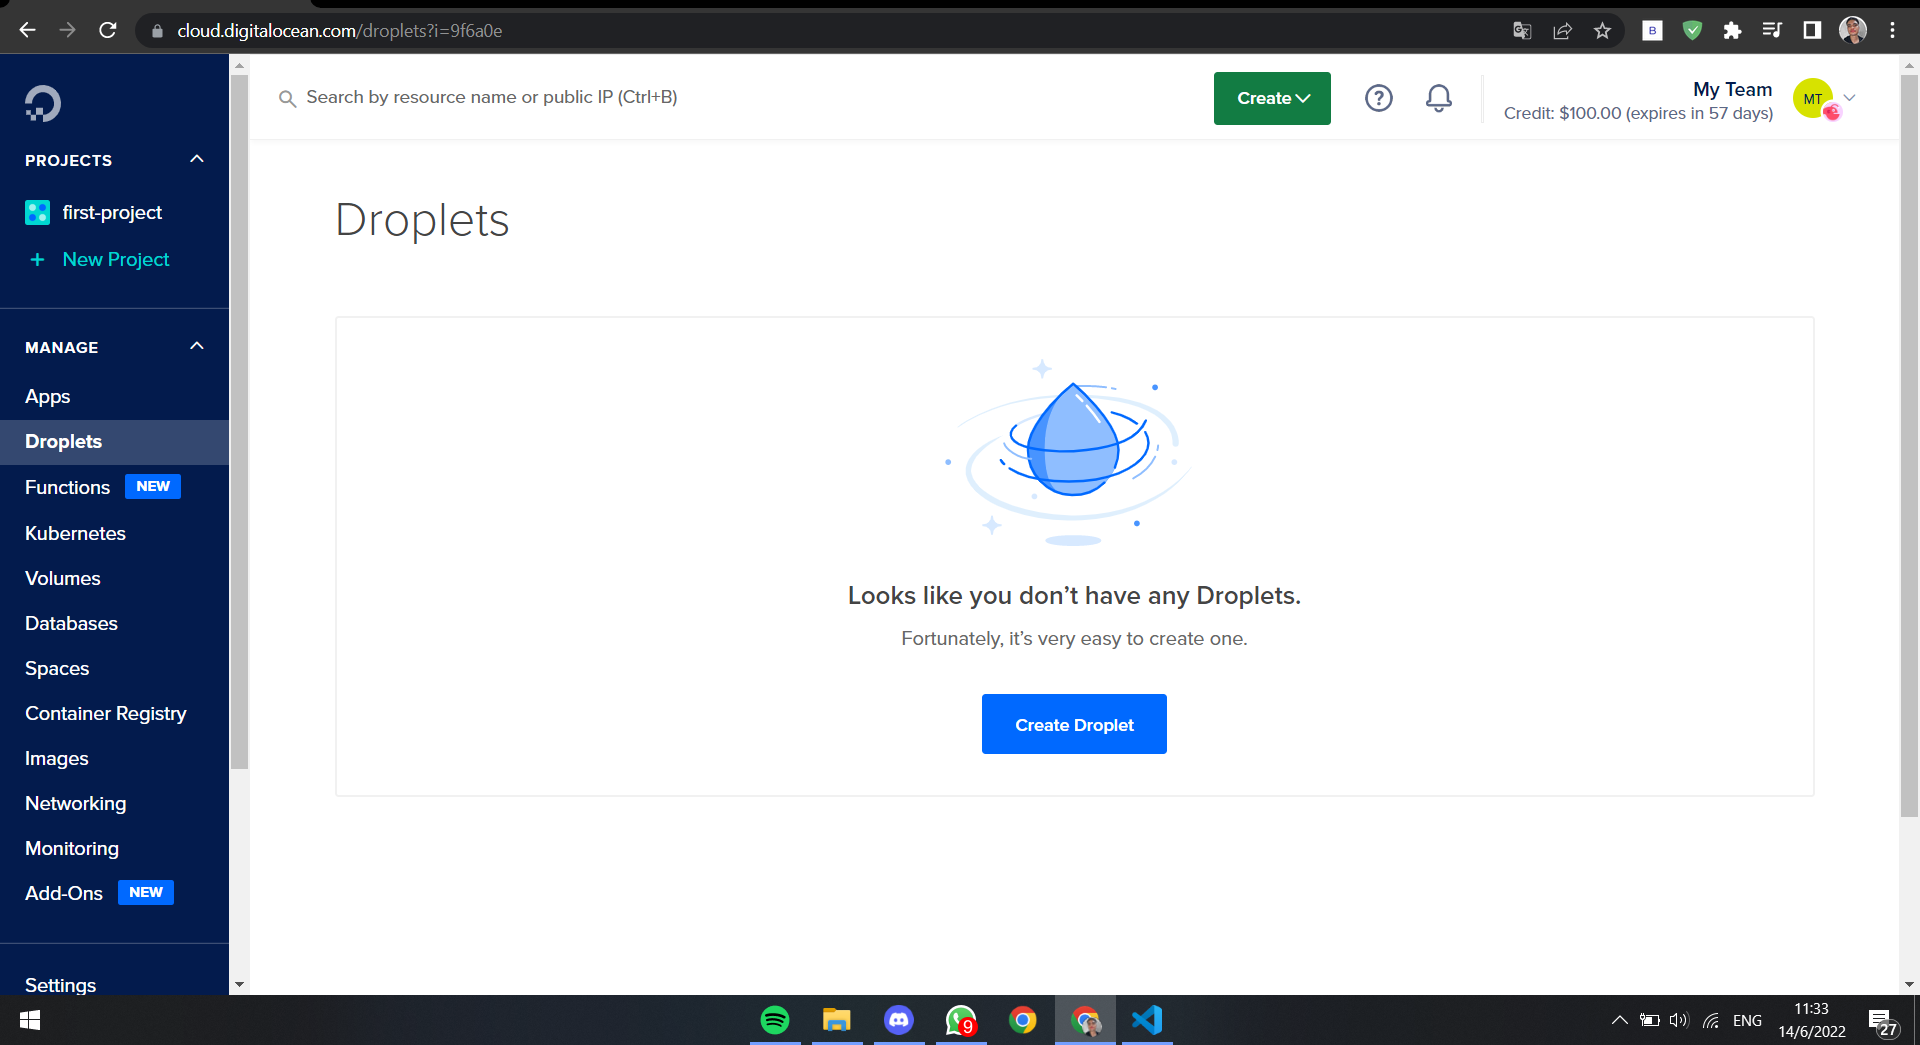 cloud.digitalocean.com/droplets?i=9f6a0e
B
Search by resource name or public IP (Ctrl+B)
Create
?
My Team
Credit: $100.00 (expires in 57 days)
MT
PROJECTS
first-project
+ New Project
MANAGE
Apps
Droplets
Functions NEW
Kubernetes
Volumes
Databases
Spaces
Container Registry
Images
Networking
Monitoring
Add-Ons NEW
Settings
Droplets
Looks like you don’t have any Droplets.
Fortunately, it’s very easy to create one.
Create Droplet
9
ENG
11:33
14/6/2022
27